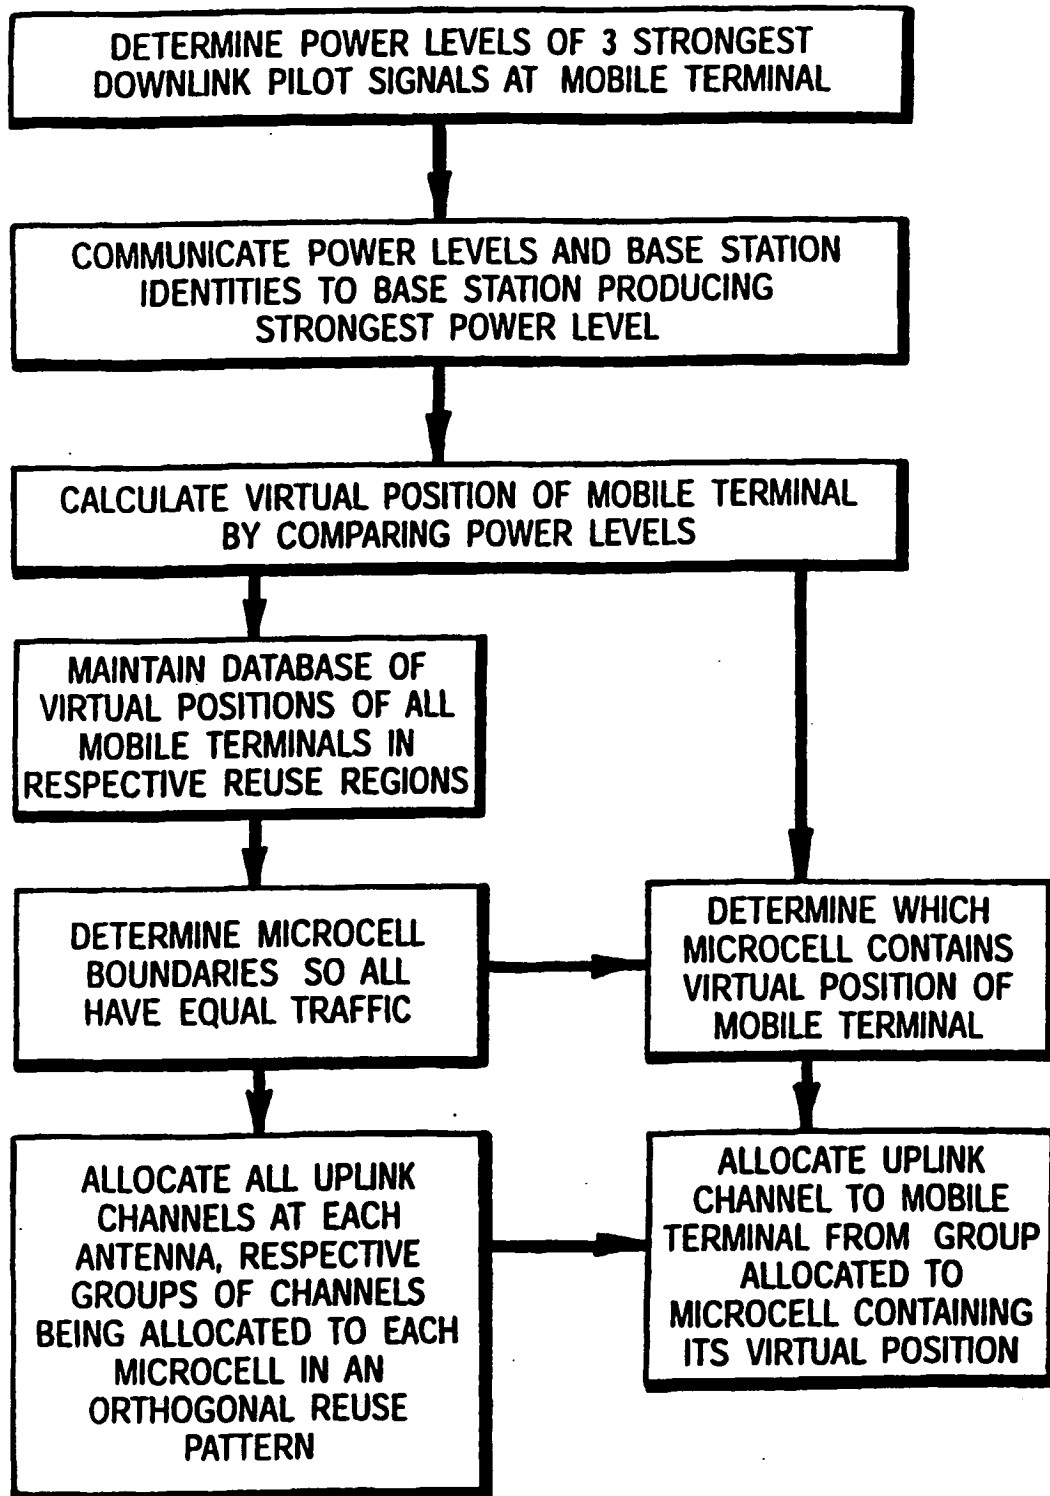 DETERMINE POWER LEVELS OF 3 STRONGEST
DOWNLINK PILOT SIGNALS AT MOBILE TERMINAL
COMMUNICATE POWER LEVELS AND BASE STATION
IDENTITIES TO BASE STATION PRODUCING
STRONGEST POWER LEVEL
CALCULATE VIRTUAL POSITION OF MOBILE TERMINAL
BY COMPARING POWER LEVELS
MAINTAIN DATABASE OF
VIRTUAL POSITIONS OF ALL
MOBILE TERMINALS IN
RESPECTIVE REUSE REGIONS
DETERMINE MICROCELL
BOUNDARIES SO ALL
HAVE EQUAL TRAFFIC
DETERMINE WHICH
MICROCELL CONTAINS
VIRTUAL POSITION OF
MOBILE TERMINAL
ALLOCATE ALL UPLINK
CHANNELS AT EACH
ANTENNA, RESPECTIVE
GROUPS OF CHANNELS
BEING ALLOCATED TO EACH
MICROCELL IN AN
ORTHOGONAL REUSE
PATTERN
ALLOCATE UPLINK
CHANNEL TO MOBILE
TERMINAL FROM GROUP
ALLOCATED TO
MICROCELL CONTAINING
ITS VIRTUAL POSITION